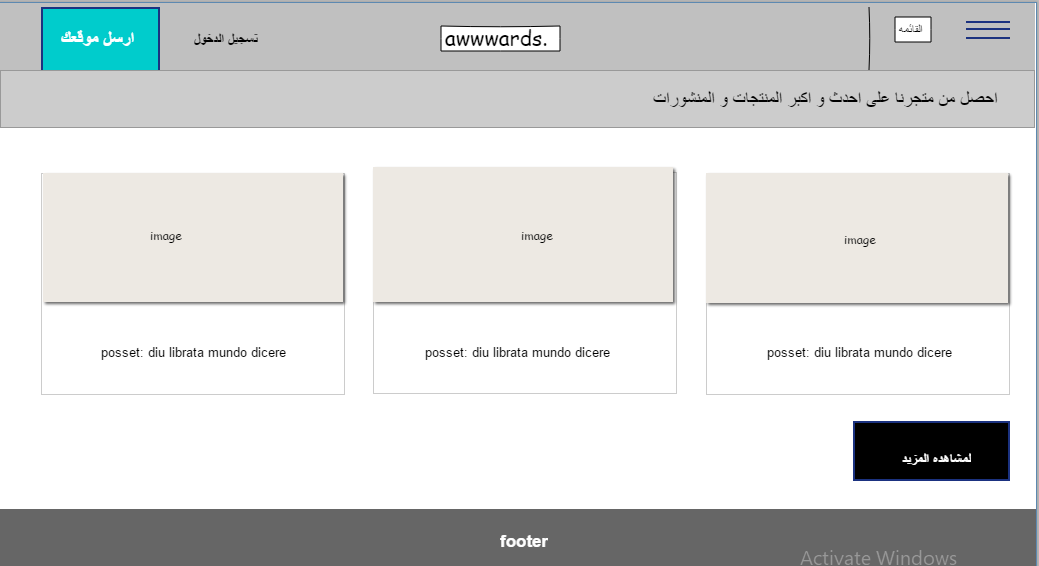 القائمه
awwwards.
تسجيل الدخول
ارسل موقعك
احصل من متجرنا على احدث و اكبر المنتجات و المنشورات
image
image
image
posset: diu librata mundo dicere
posset: diu librata mundo dicere
posset: diu librata mundo dicere
لمشاهده المزيد
footer
Activate Windows